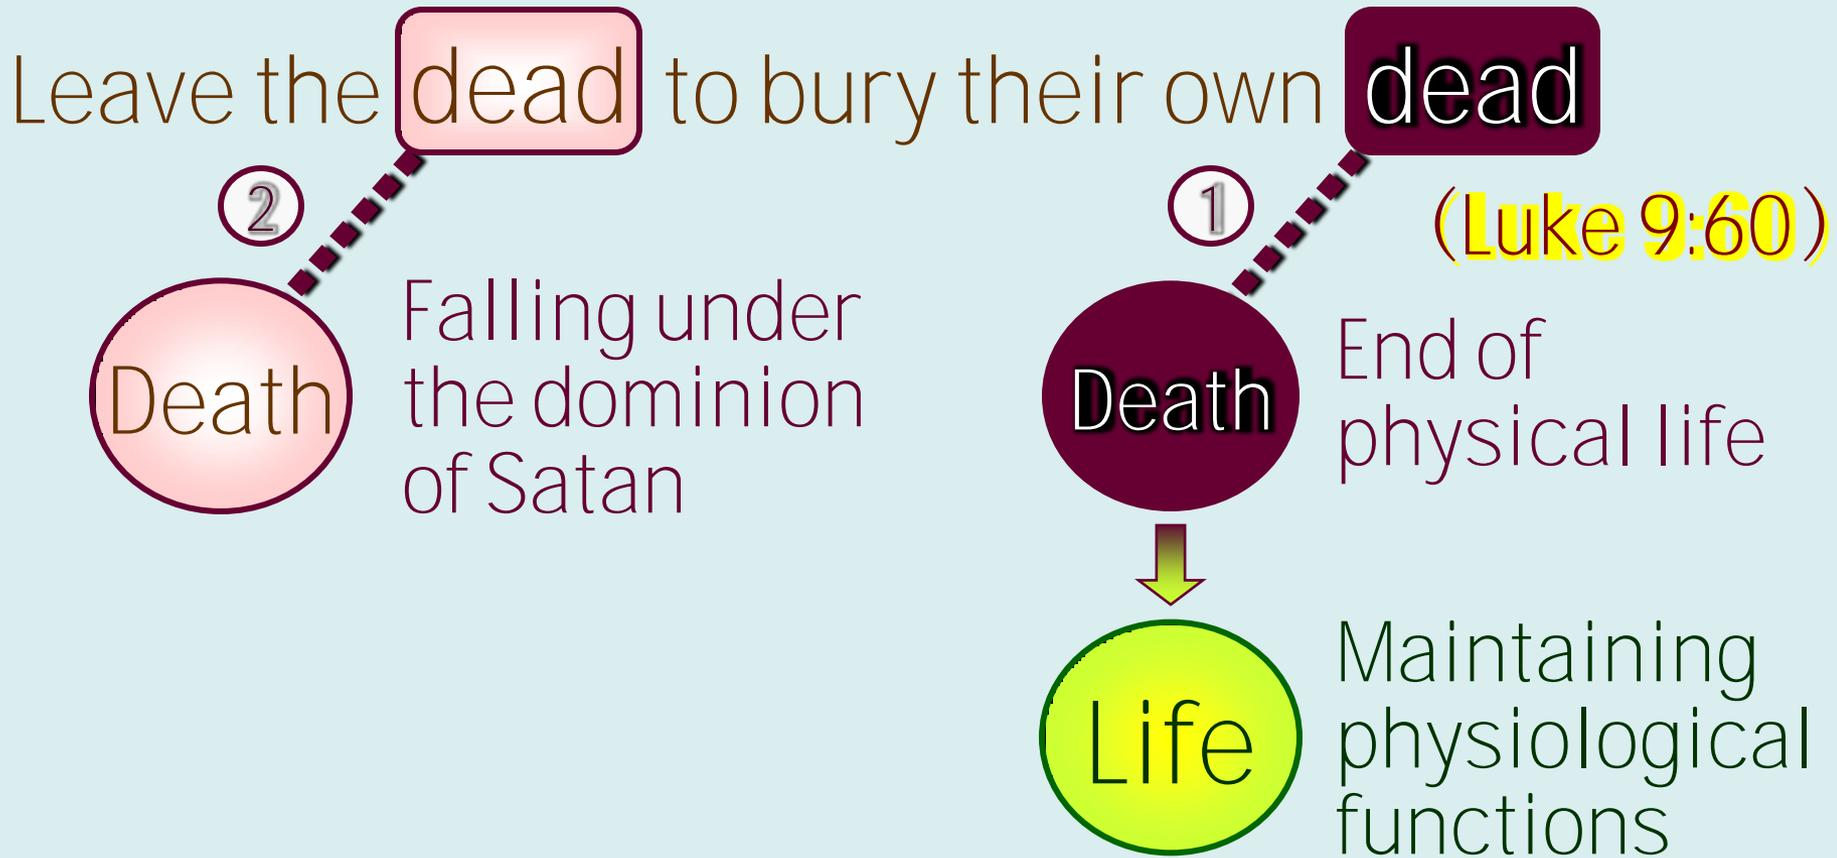 Leave the dead to bury their own dead
(Luke 9:60)
2
Death
Falling under
the dominion
of Satan
1
Death
End of
physical life
Life
Maintaining
physiological
functions